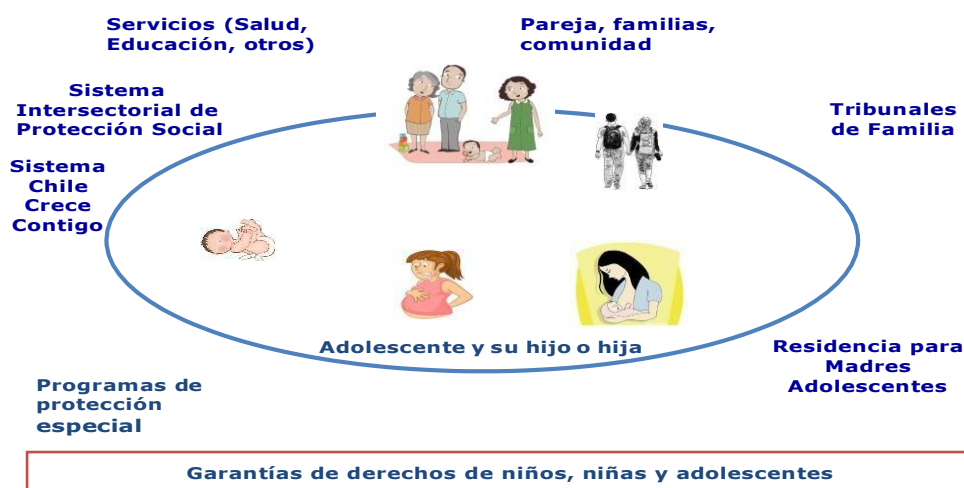 Servicios (Salud,
Educación, otros)
Pareja, familias,
comunidad
Sistema
Intersectorial de
Protección Social
Tribunales
de Familia
Sistema
Chile
Crece
Contigo
Adolescente y su hijo o hija
Residencia para
Madres
Adolescentes
Programas de
protección
especial
Garantías de derechos de niños, niñas y adolescentes